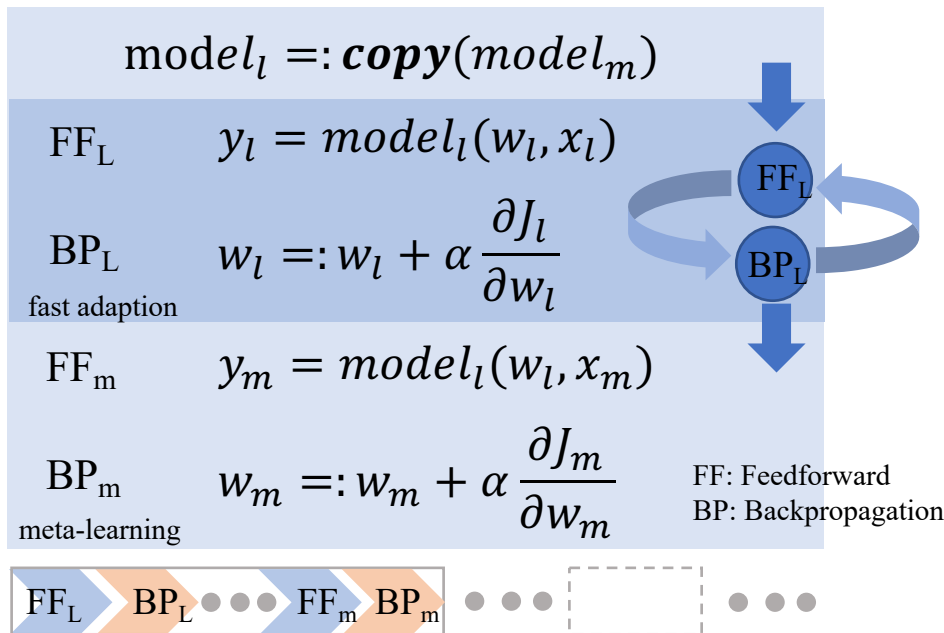 model_l =: copy(model_m)
FF_L y_l = model_l(w_l, x_l)
FF_L
BP_L w_l =: w_l + α ∂J_l/∂w_l
BP_L
fast adaption
FF_m y_m = model_l(w_l, x_m)
BP_m w_m =: w_m + α ∂J_m/∂w_m
meta-learning
FF: Feedforward
BP: Backpropagation
FF_L BP_L FF_m BP_m